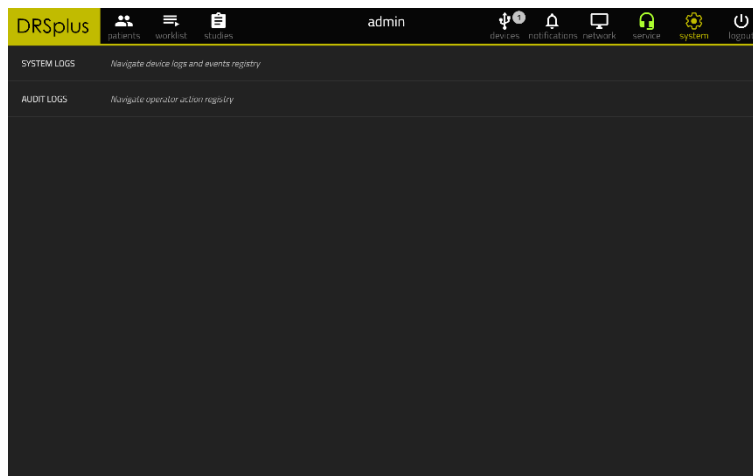 DRSplus patients worklist studies admin devices 1 notifications network service system logout
SYSTEM LOGS Navigate device logs and events registry
AUDIT LOGS Navigate operator action registry